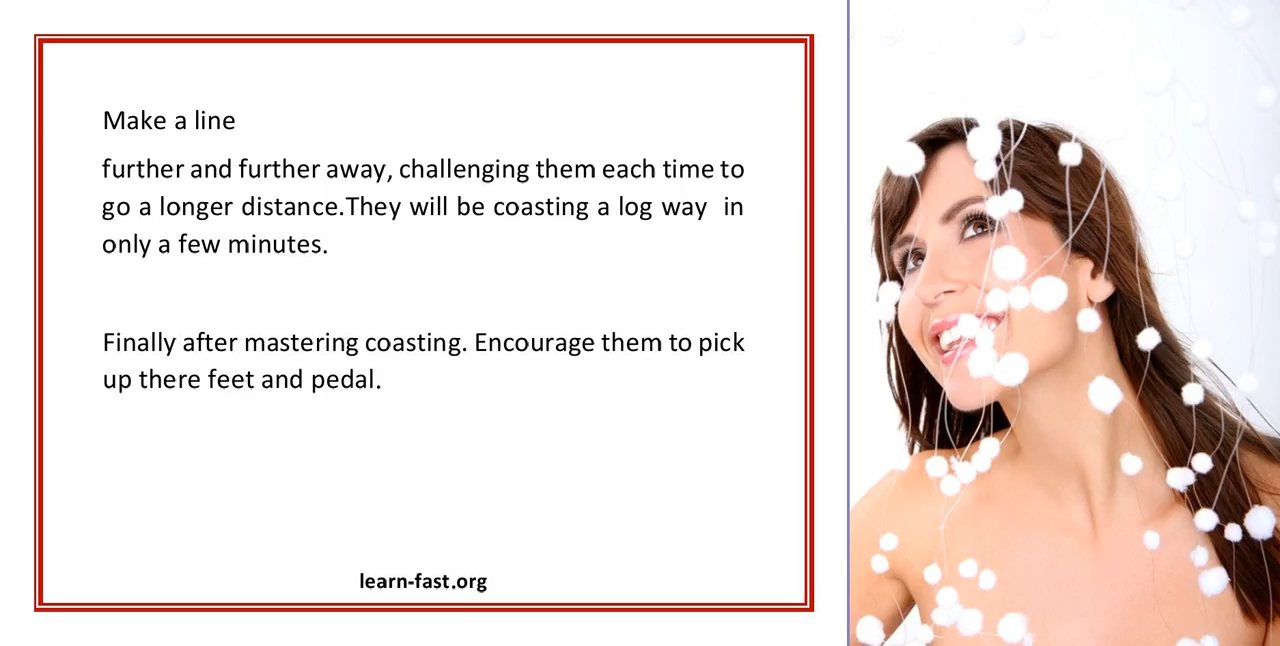 Make a line
further and further away, challenging them each time to
go a longer distance.They will be coasting a log way in
only a few minutes.
Finally after mastering coasting. Encourage them to pick
up there feet and pedal.
learn-fast.org